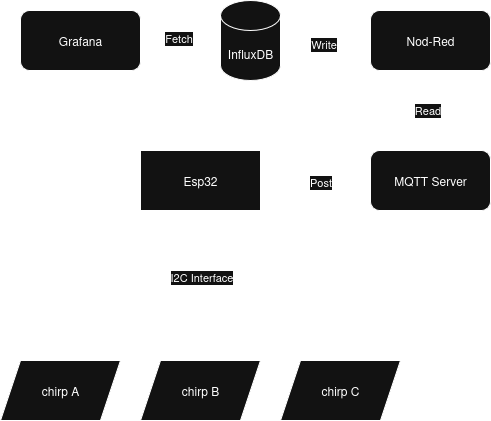 Grafana
Fetch
InfluxDB
Write
Nod-Red
Read
Esp32
Post
MQTT Server
I2C Interface
chirp A
chirp B
chirp C